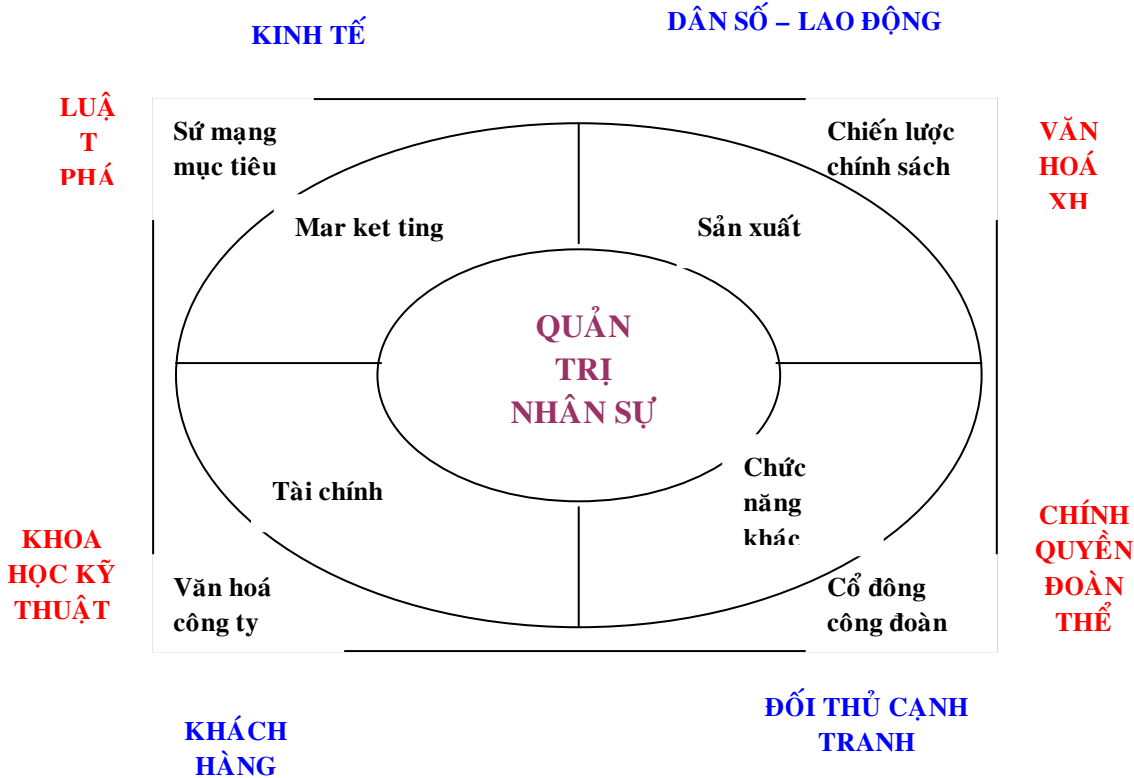 KINH TẾ
DÂN SỐ – LAO ĐỘNG
LUẬ
T
PHÁ
Sứ mạng
mục tiêu
Chiến lược
chính sách
VĂN
HOÁ
XH
Mar ket ting
Sản xuất
QUẢN
TRỊ
NHÂN SỰ
Tài chính
Chức
năng
khác
KHOA
HỌC KỸ
THUẬT
Văn hoá
công ty
Cổ đông
công đoàn
CHÍNH
QUYỀN
ĐOÀN
THỂ
KHÁCH
HÀNG
ĐỐI THỦ CẠNH
TRANH